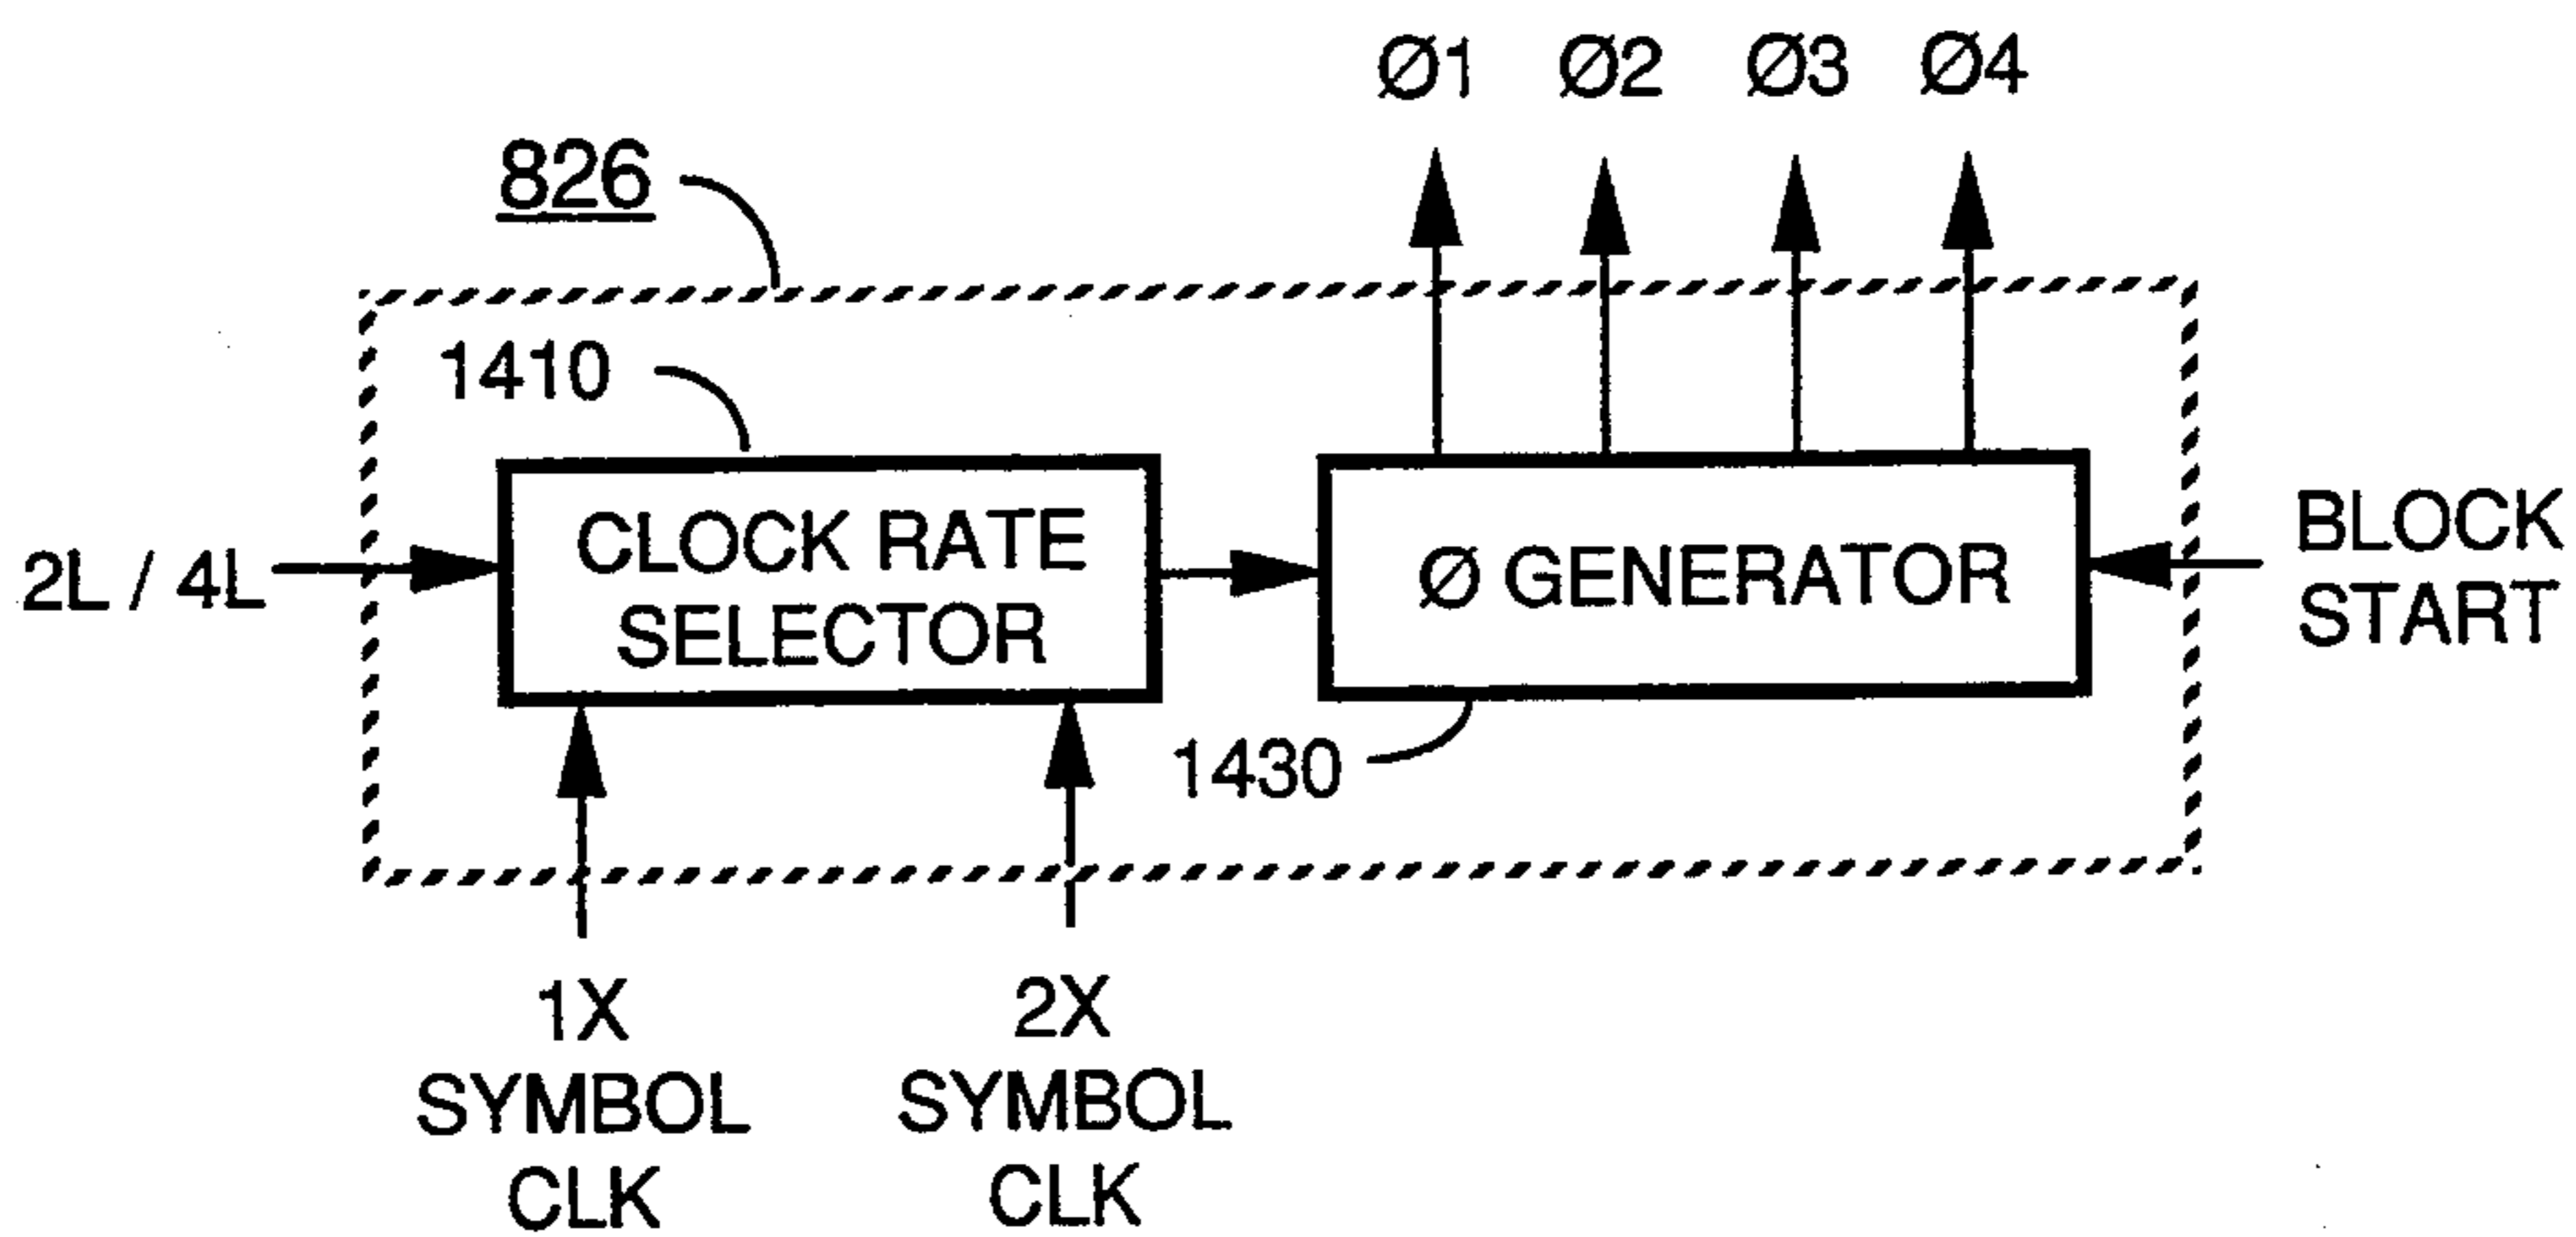 Ø1 Ø2 Ø3 Ø4
826
1410
2L / 4L
CLOCK RATE
SELECTOR
Ø GENERATOR
BLOCK
START
1430
1X
SYMBOL
CLK
2X
SYMBOL
CLK